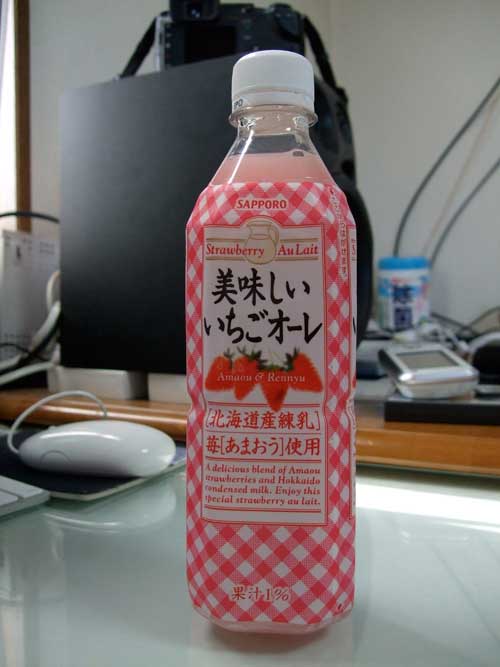 SAPPORO
Strawberry Au Lait
美味しい
いちごオーレ
Amaou & Rennyu
[北海道産練乳]
苺[あまおう]使用
A delicious blend of Amaou
strawberries and Hokkaido
condensed milk. Enjoy this
special strawberry au lait.
果汁1%
除菌